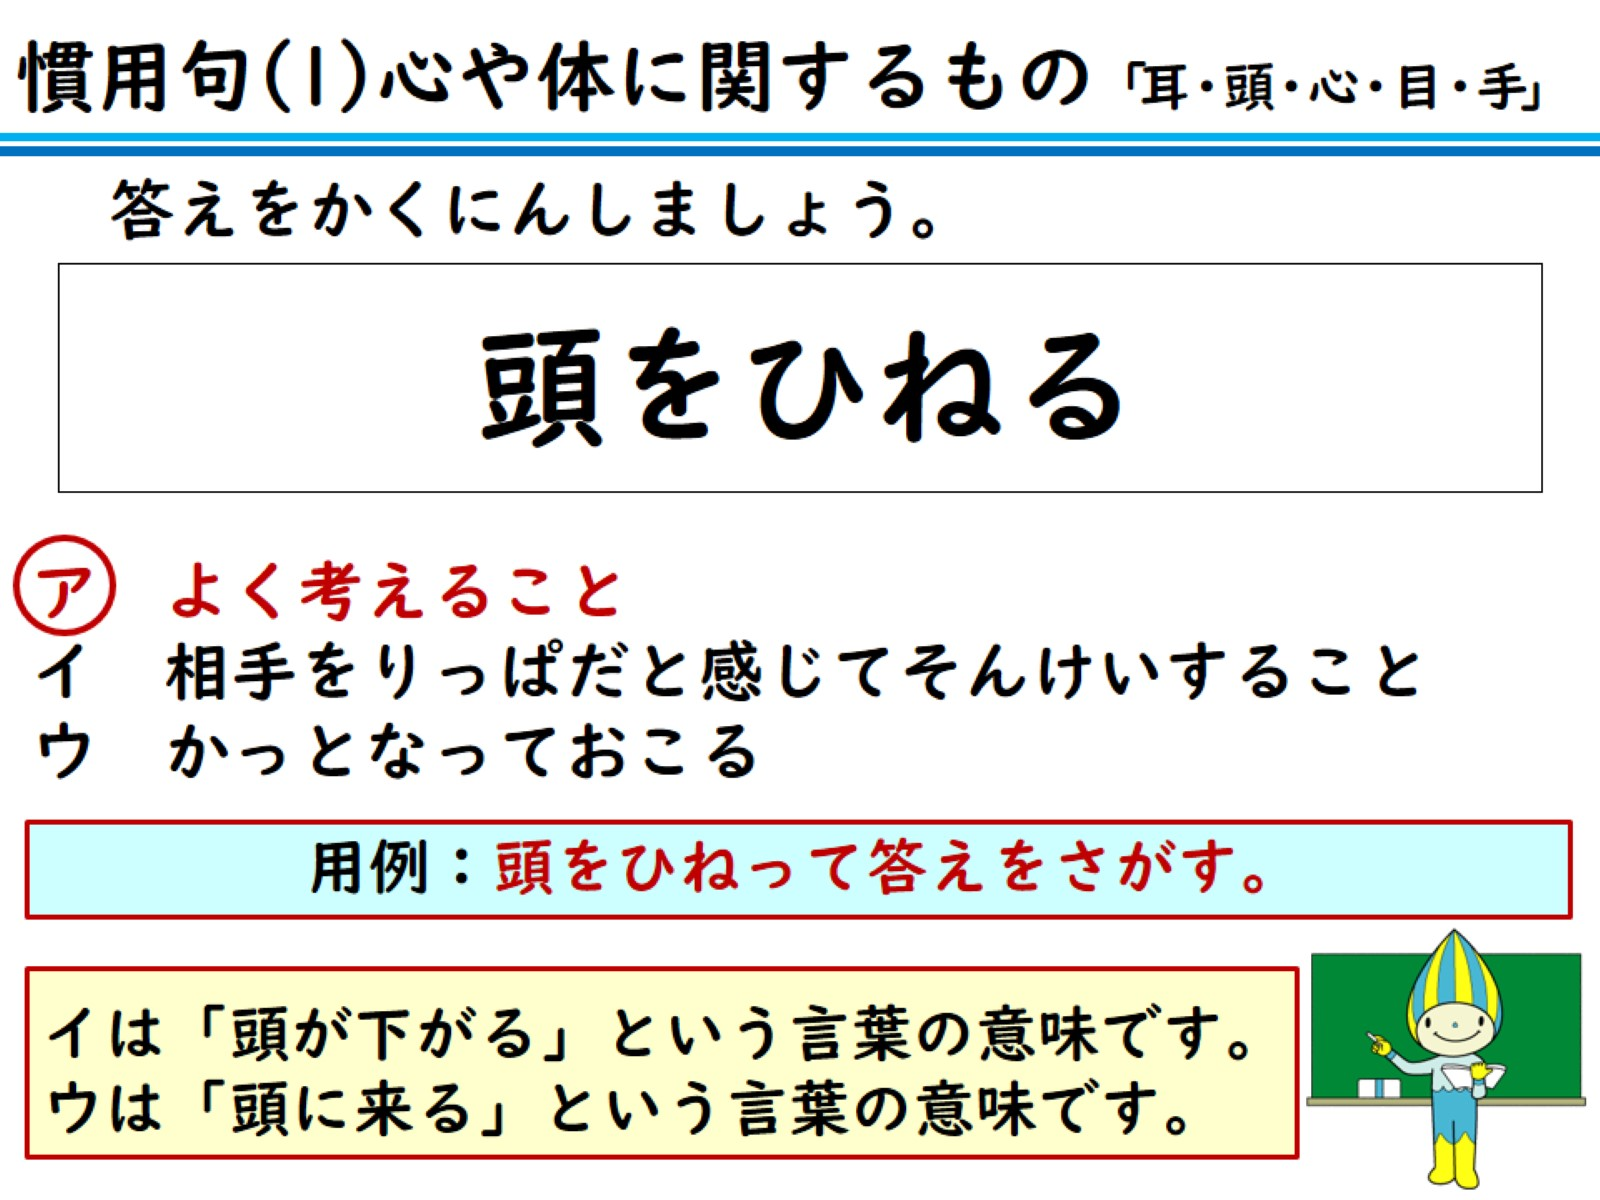 慣用句(1)心や体に関するもの「耳・頭・心・目・手」
答えをかくにんしましょう。
頭をひねる
ア　よく考えること
イ　相手をりっぱだと感じてそんけいすること
ウ　かっとなっておこる
用例：頭をひねって答えをさがす。
イは「頭が下がる」という言葉の意味です。
ウは「頭に来る」という言葉の意味です。